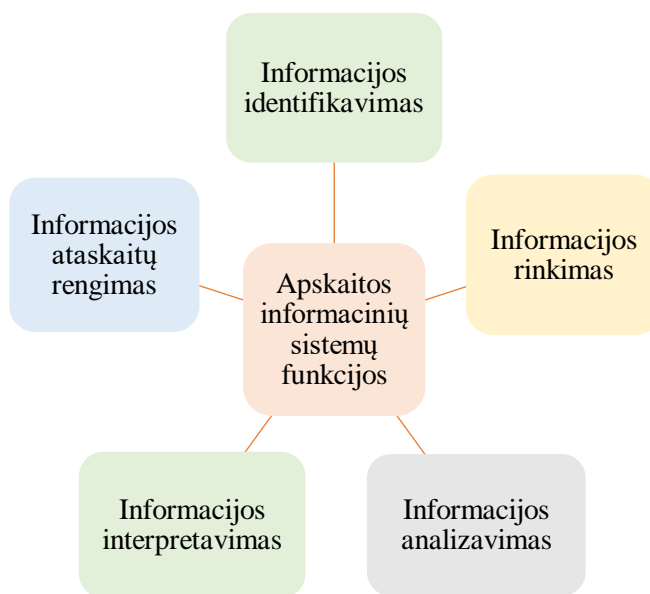 Informacijos
identifikavimas
Informacijos
ataskaitų
rengimas
Informacijos
rinkimas
Apskaitos
informacinių
sistemų
funkcijos
Informacijos
interpretavimas
Informacijos
analizavimas